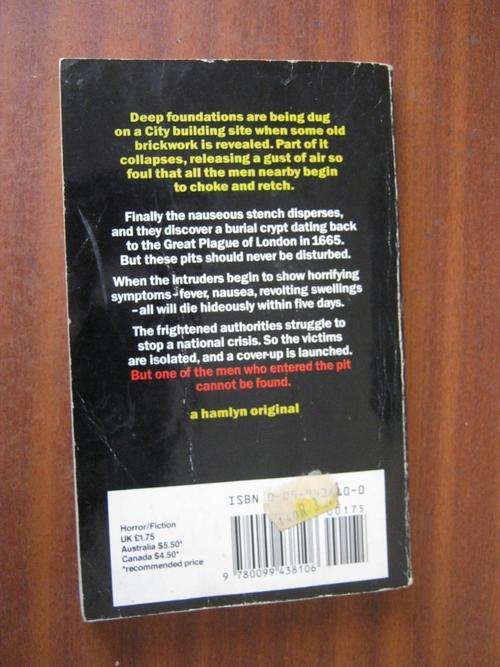 Deep foundations are being dug
on a City building site when some old
brickwork is revealed. Part of it
collapses, releasing a gust of air so
foul that all the men nearby begin
to choke and retch.
Finally the nauseous stench disperses,
and they discover a burial crypt dating back
to the Great Plague of London in 1665.
But these pits should never be disturbed.
When the intruders begin to show horrifying
symptoms–fever, nausea, revolting swellings
–all will die hideously within five days.
The frightened authorities struggle to
stop a national crisis. So the victims
are isolated, and a cover-up is launched.
But one of the men who entered the pit
cannot be found.
a hamlyn original
ISBN 0-09-943810-0
00175
Horror/Fiction
UK £1.75
Australia $5.50*
Canada $4.50*
*recommended price
9 780099 438106